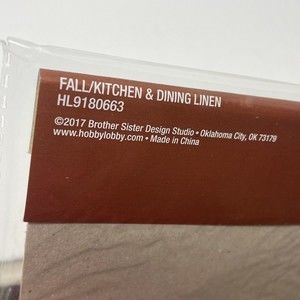 FALL/KITCHEN & DINING LINEN
HL9180663
©2017 Brother Sister Design Studio • Oklahoma City, OK 73179
www.hobbylobby.com • Made in China